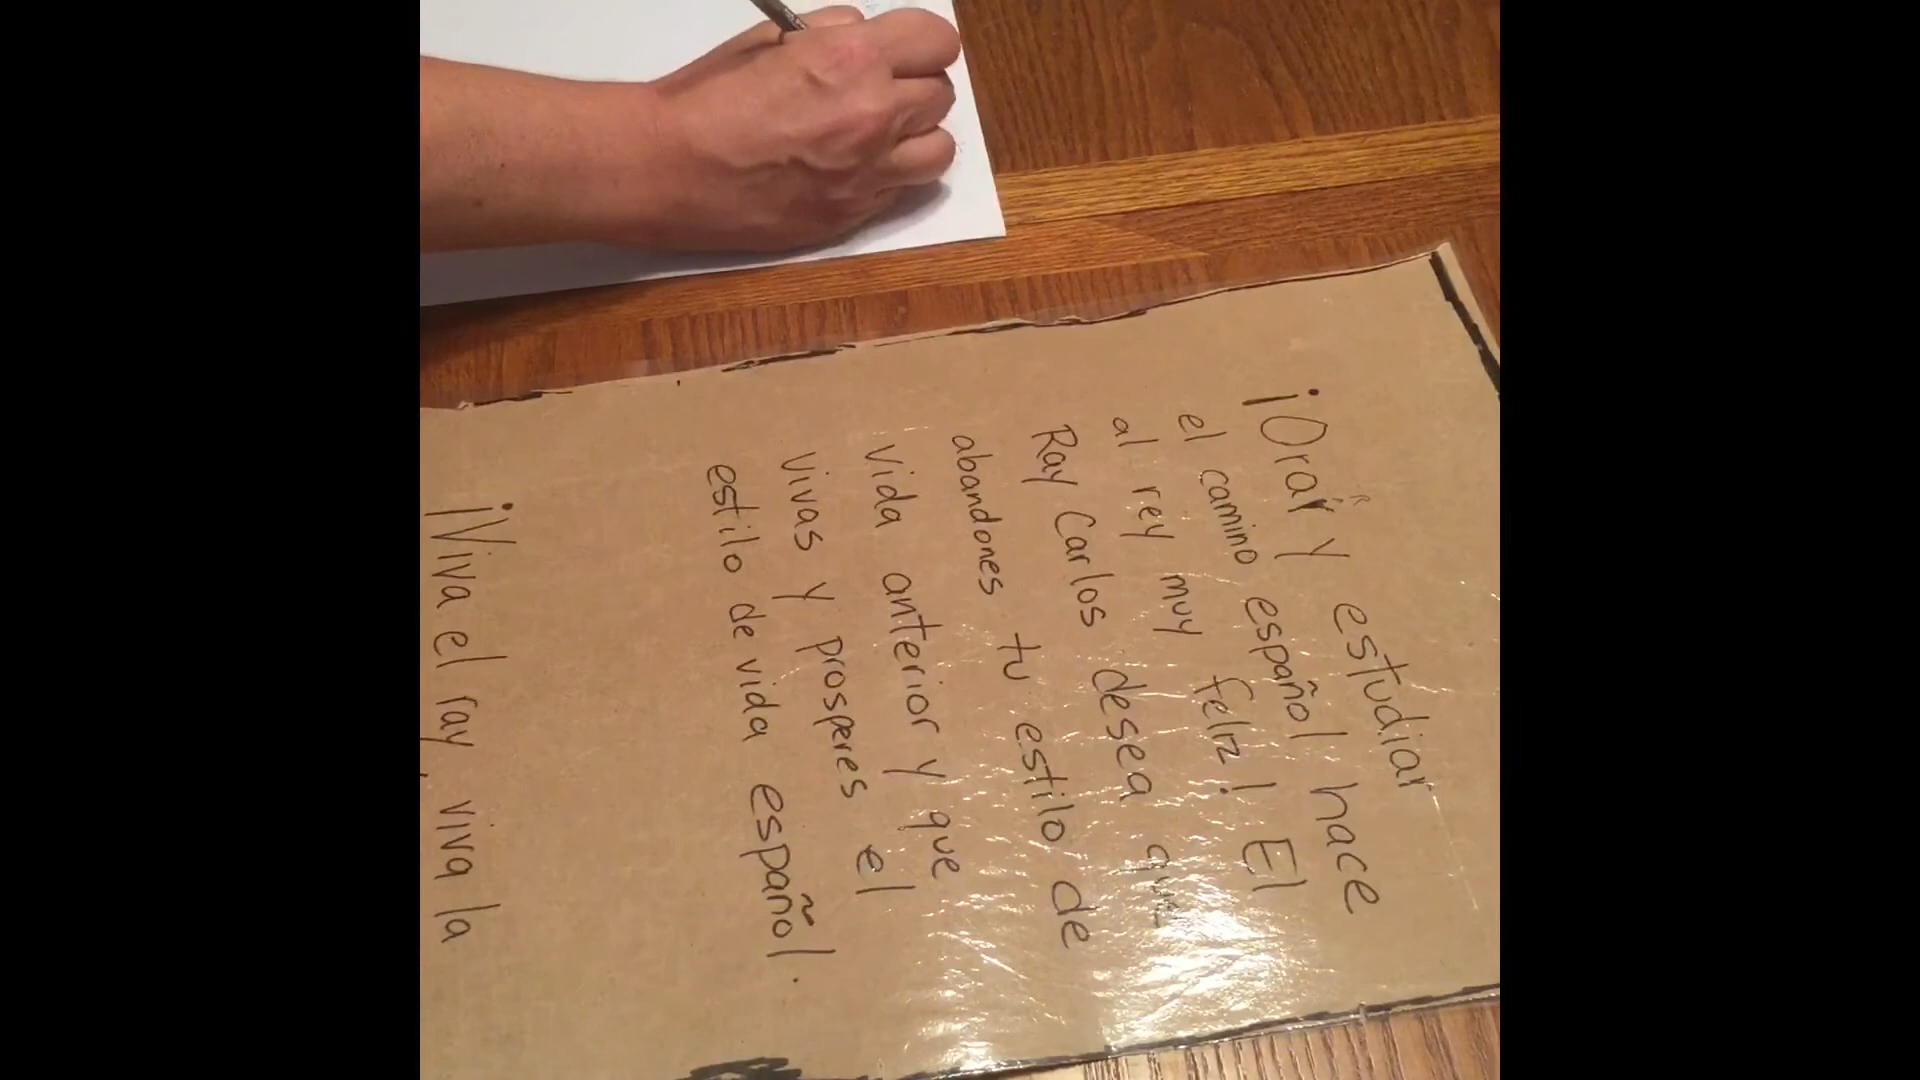 ¡Orar y estudiar
el camino español hace
al rey muy feliz! El
Ray Carlos desea que
abandones tu estilo de
vida anterior y que
vivas y prosperes el
estilo de vida español.
¡Viva el ray, viva la